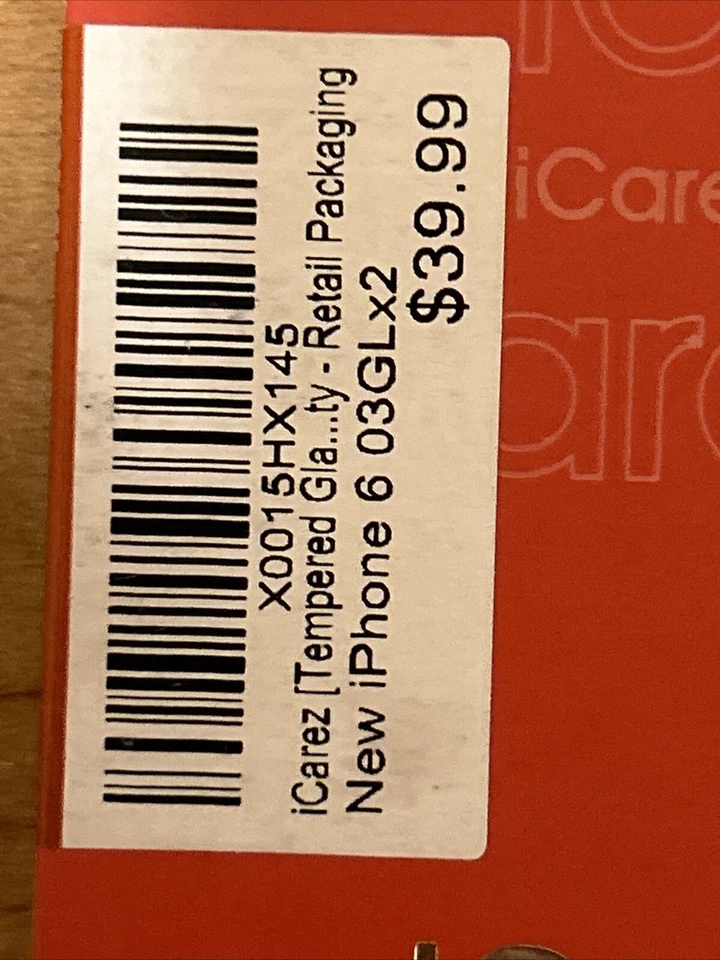 X0015HX145
iCarez [Tempered Gla...ty - Retail Packaging
New iPhone 6 03GLx2
$39.99
iCare